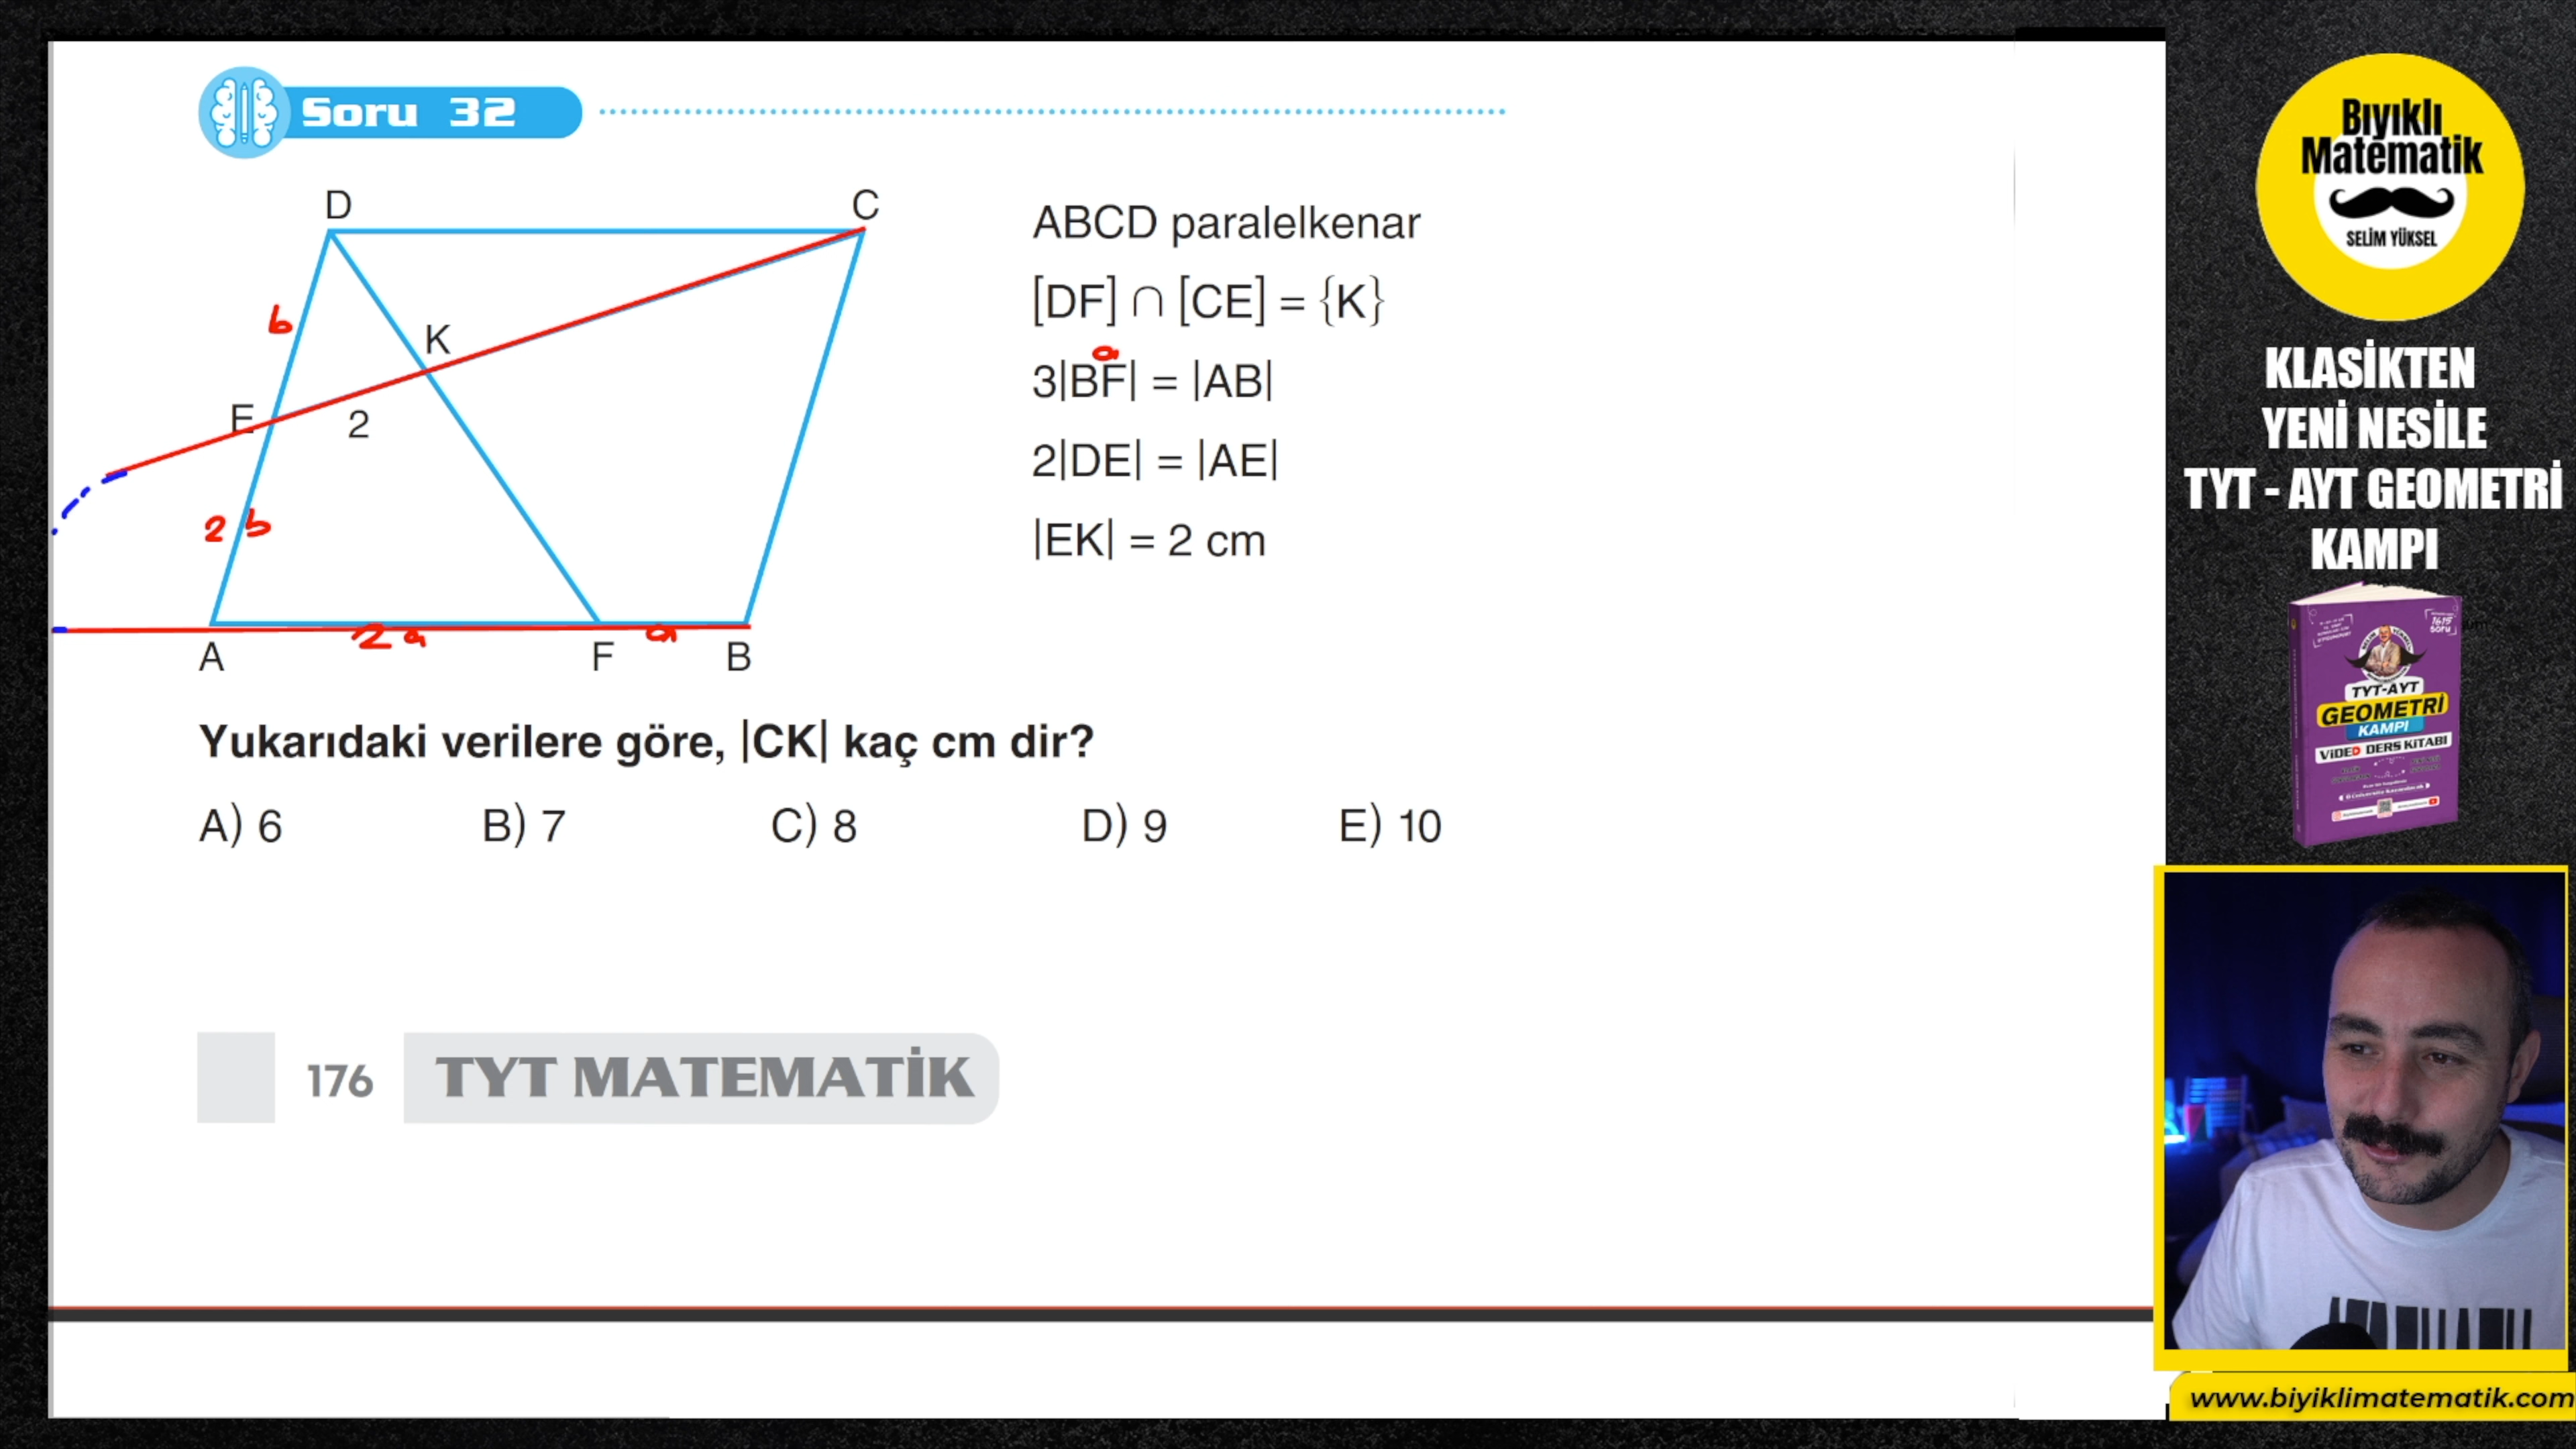 Soru 32
D
C
b
K
E
2
2b
2a
a
A
F
B
ABCD paralelkenar
[DF] ∩ [CE] = {K}
a
3|BF| = |AB|
2|DE| = |AE|
|EK| = 2 cm
Yukarıdaki verilere göre, |CK| kaç cm dir?
A) 6 B) 7 C) 8 D) 9 E) 10
176 TYT MATEMATİK
Bıyıklı
Matematik
SELİM YÜKSEL
KLASİKTEN
YENİ NESİLE
TYT - AYT GEOMETRİ
KAMPI
1615
soru
TYT-AYT
GEOMETRİ
KAMPI
VİDEO DERS KİTABI
www.biyiklimatematik.com